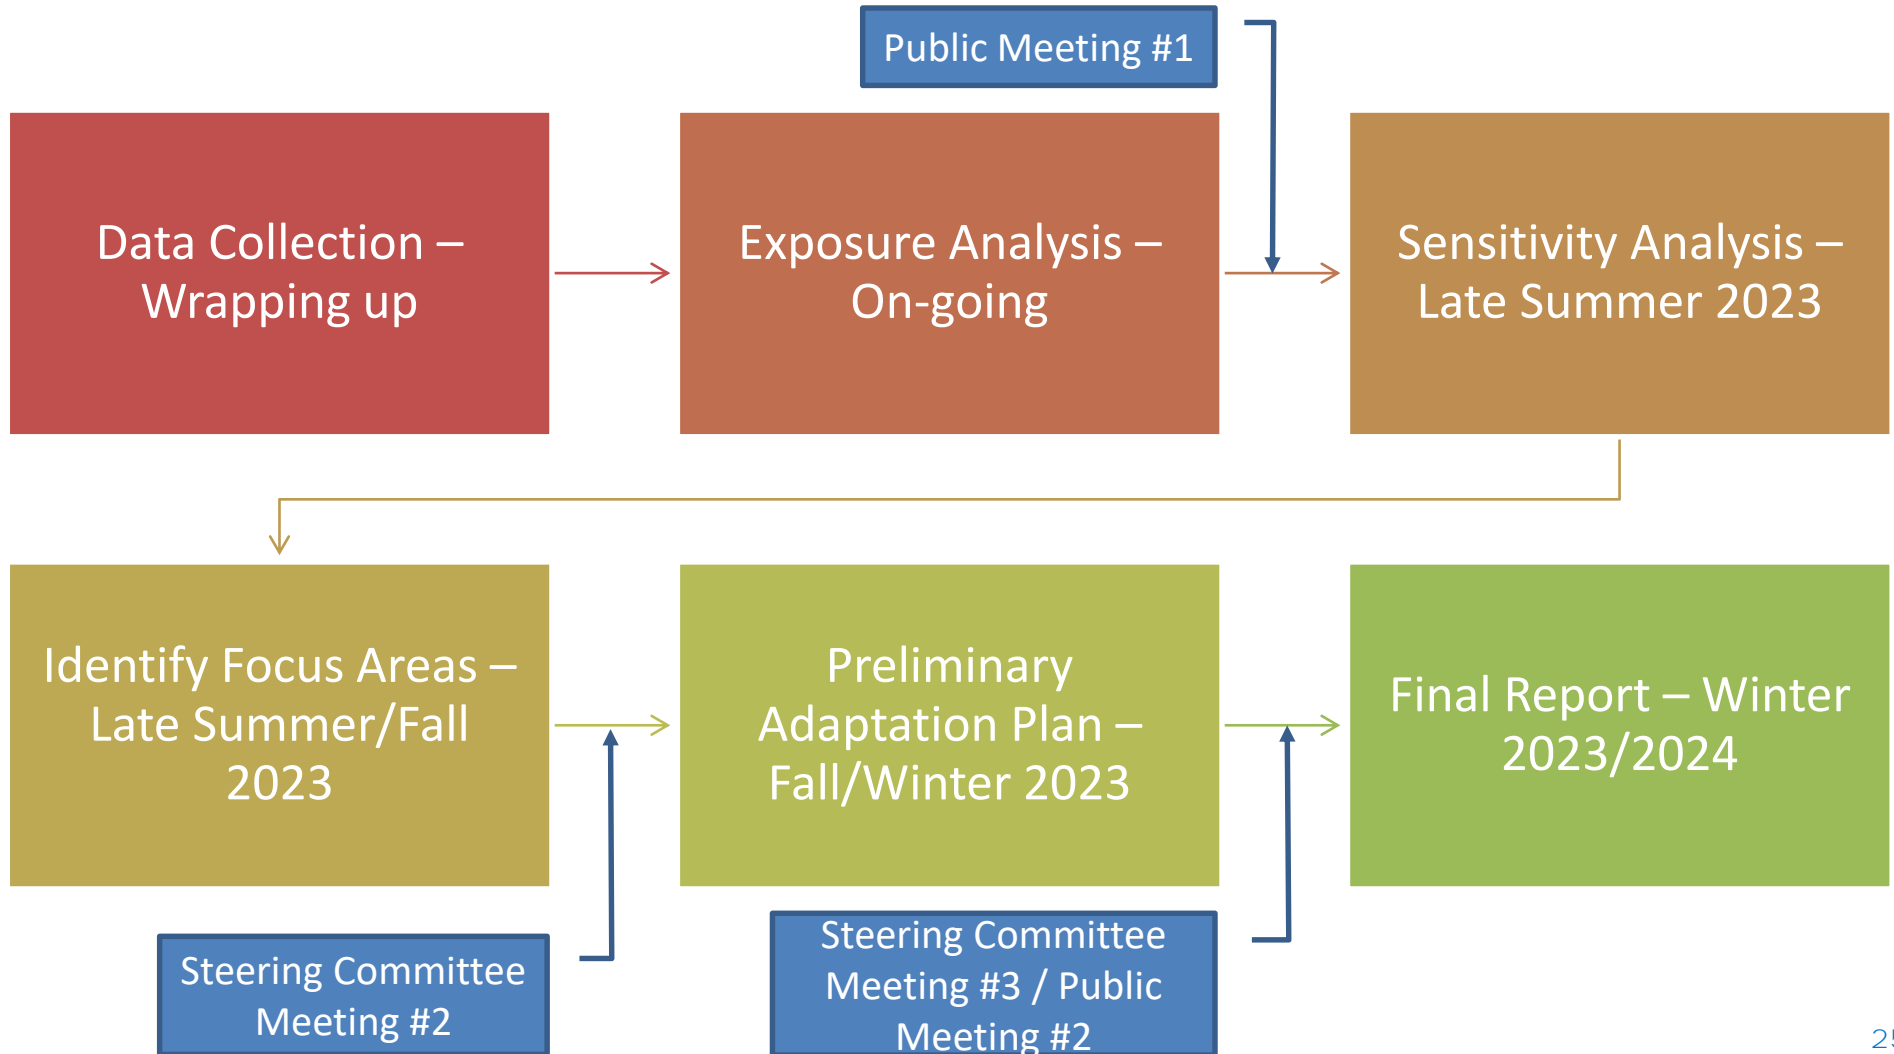 Public Meeting #1
Data Collection –
Wrapping up
Exposure Analysis –
On-going
Sensitivity Analysis –
Late Summer 2023
Identify Focus Areas –
Late Summer/Fall
2023
Preliminary
Adaptation Plan –
Fall/Winter 2023
Final Report – Winter
2023/2024
Steering Committee
Meeting #2
Steering Committee
Meeting #3 / Public
Meeting #2